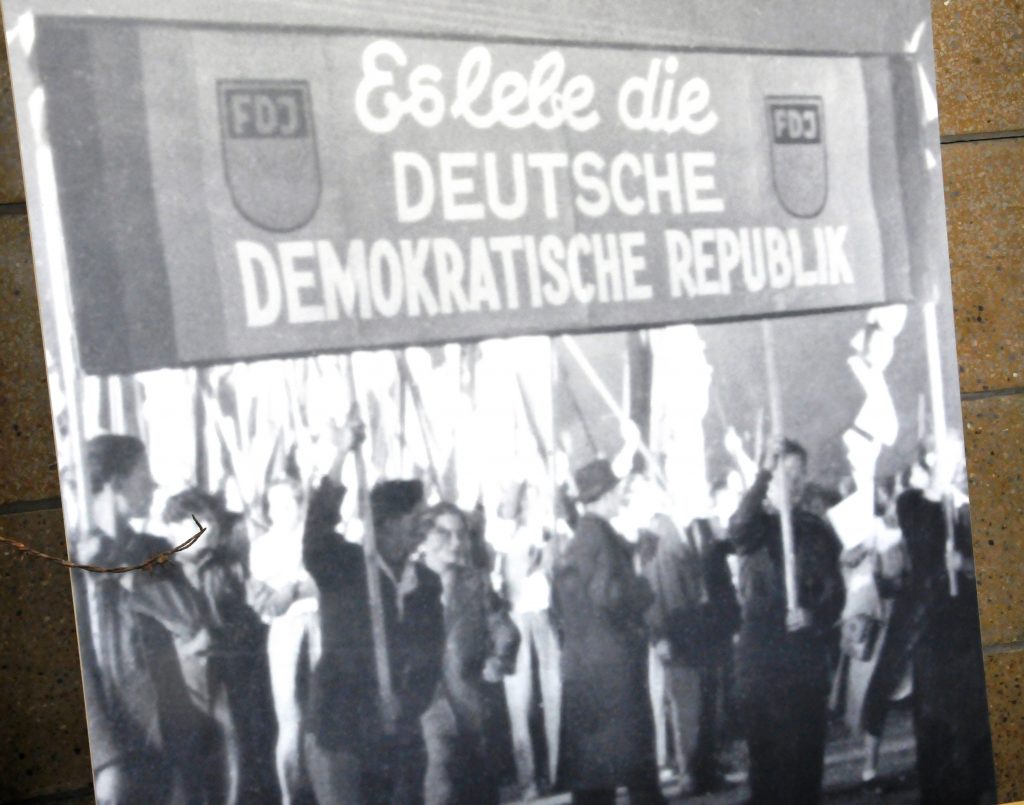 Es lebe die
FDJ
FDJ
DEUTSCHE
DEMOKRATISCHE REPUBLIK